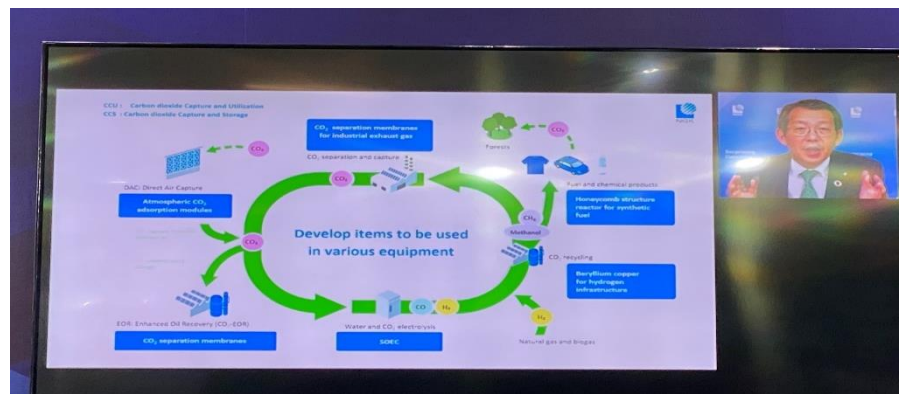 CCU : Carbon dioxide Capture and Utilization
CCS : Carbon dioxide Capture and Storage
CO₂ separation membranes
for industrial exhaust gas
CO₂ separation and capture
CO₂
CO₂
CO₂
Forests
DAC: Direct Air Capture
Atmospheric CO₂
adsorption modules
Fuel and chemical products
Honeycomb structure
reactor for synthetic
fuel
CH₄
Methanol
CO₂
Develop items to be used
in various equipment
CO₂ recycling
Beryllium copper
for hydrogen
infrastructure
CO
H₂
H₂
EOR: Enhanced Oil Recovery (CO₂-EOR)
CO₂ separation membranes
Water and CO₂ electrolysis
SOEC
Natural gas and biogas